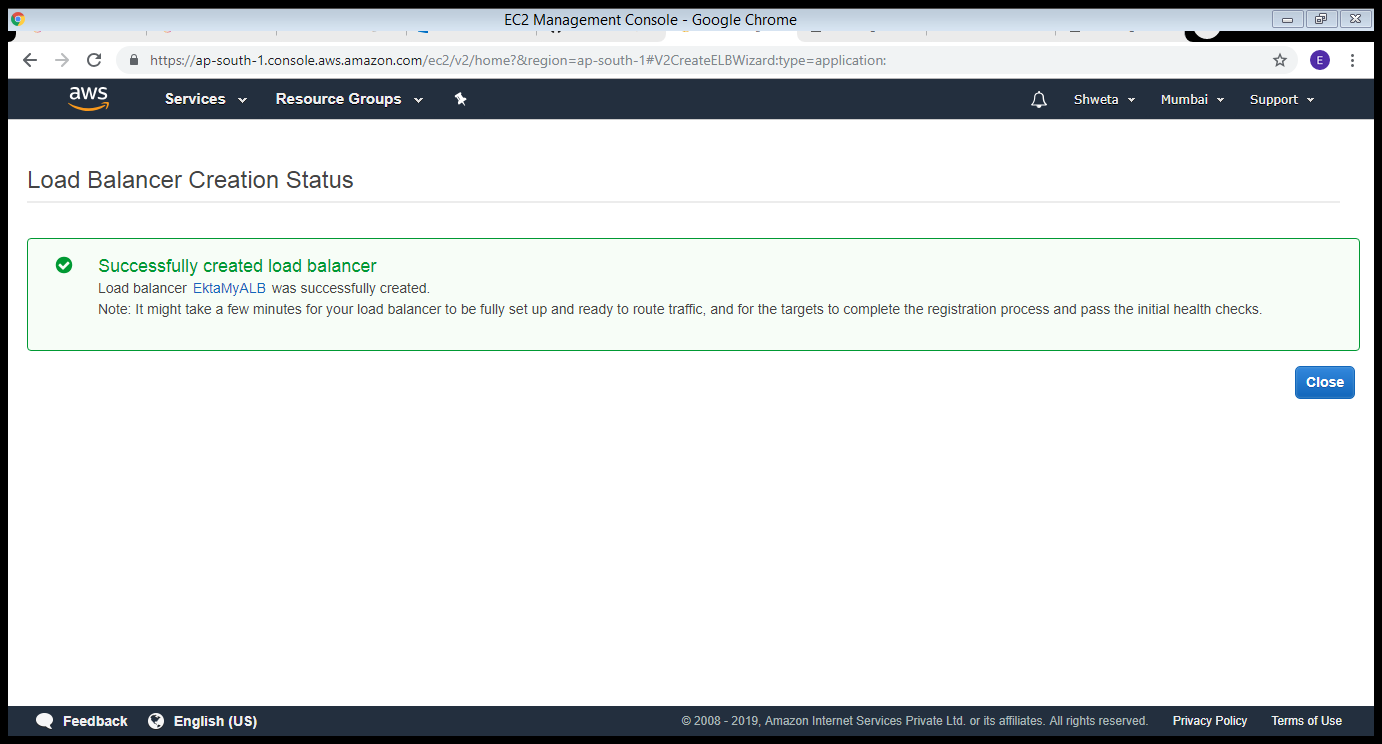 EC2 Management Console - Google Chrome
https://ap-south-1.console.aws.amazon.com/ec2/v2/home?&region=ap-south-1#V2CreateELBWizard:type=application:
E
aws Services Resource Groups Shweta Mumbai Support
Load Balancer Creation Status
Successfully created load balancer
Load balancer EktaMyALB was successfully created.
Note: It might take a few minutes for your load balancer to be fully set up and ready to route traffic, and for the targets to complete the registration process and pass the initial health checks.
Close
Feedback English (US) © 2008 - 2019, Amazon Internet Services Private Ltd. or its affiliates. All rights reserved. Privacy Policy Terms of Use